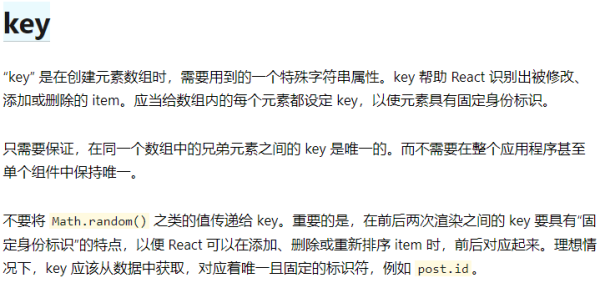 key
“key” 是在创建元素数组时，需要用到的一个特殊字符串属性。key 帮助 React 识别出被修改、
添加或删除的 item。应当给数组内的每个元素都设定 key，以使元素具有固定身份标识。
只需要保证，在同一个数组中的兄弟元素之间的 key 是唯一的。而不需要在整个应用程序甚至
单个组件中保持唯一。
不要将 Math.random() 之类的值传递给 key。重要的是，在前后两次渲染之间的 key 要具有“固
定身份标识”的特点，以便 React 可以在添加、删除或重新排序 item 时，前后对应起来。理想情
况下，key 应该从数据中获取，对应着唯一且固定的标识符，例如 post.id。